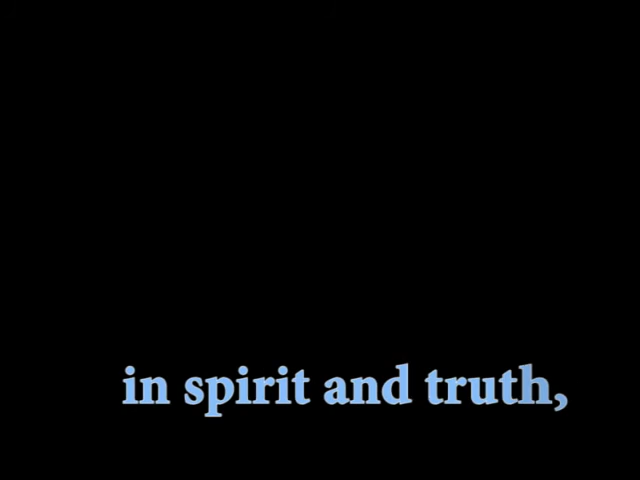 in spirit and truth,